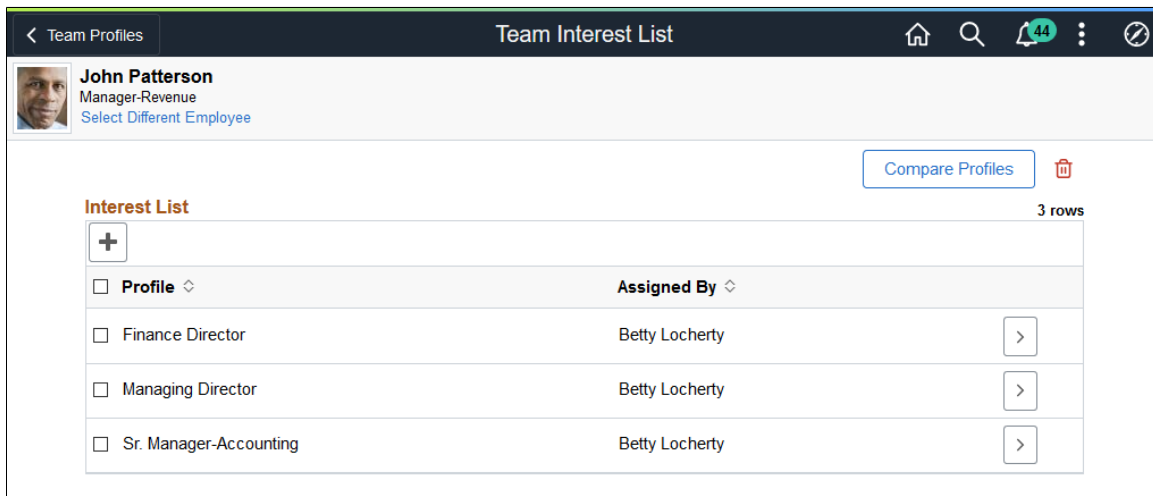 Team Profiles Team Interest List 44
John Patterson
Manager-Revenue
Select Different Employee
Compare Profiles
Interest List 3 rows
Profile Assigned By
Finance Director Betty Locherty
Managing Director Betty Locherty
Sr. Manager-Accounting Betty Locherty